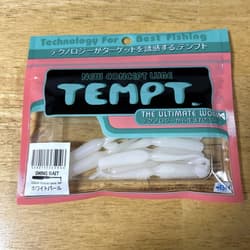 Technology For Best Fishing
テクノロジーがターゲットを誘惑する、テンプト
NEW CONCEPT LURE
TEMPT
THE ULTIMATE WO
SWING BAIT
ホワイトパール